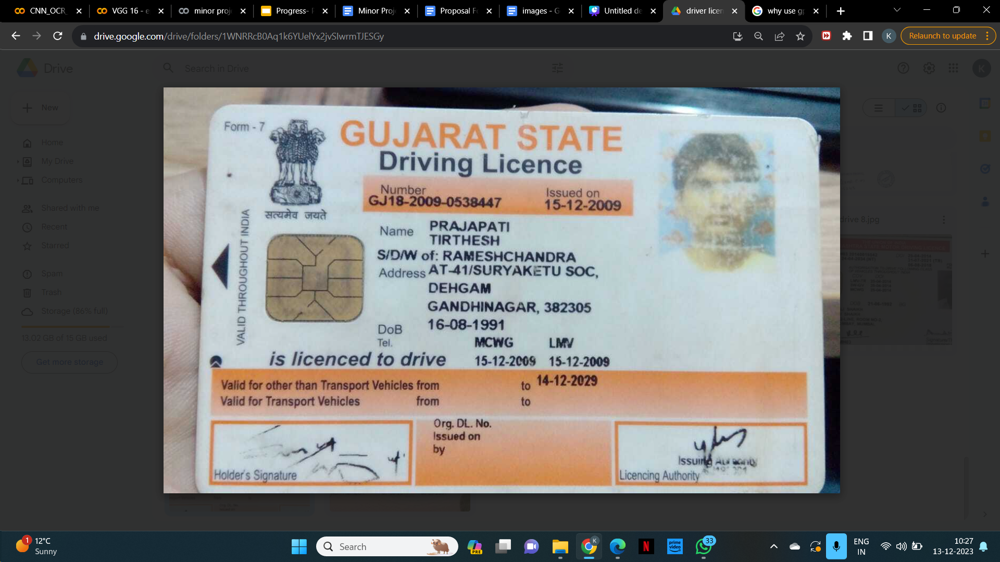 CNN_OCR
VGG 16 - e
minor proj
Progress- P
Minor Proj
Proposal Fo
images - G
Untitled de
driver licen
why use gp
drive.google.com/drive/folders/1WNRRcB0Aq1k6YUelYx2jvSIwrmTJESGy
K
Relaunch to update
Drive
Search in Drive
K
New
Home
My Drive
Computers
Shared with me
Recent
Starred
Spam
Trash
Storage (86% full)
13.02 GB of 15 GB used
Get more storage
drive 8.jpg
Form - 7
GUJARAT STATE
Driving Licence
Number
Issued on
GJ18-2009-0538447
15-12-2009
सत्यमेव जयते
VALID THROUGHOUT INDIA
Name PRAJAPATI
TIRTHESH
S/D/W of: RAMESHCHANDRA
Address AT-41/SURYAKETU SOC,
DEHGAM
GANDHINAGAR, 382305
DoB 16-08-1991
Tel.
MCWG LMV
is licenced to drive 15-12-2009 15-12-2009
Valid for other than Transport Vehicles from to 14-12-2029
Valid for Transport Vehicles from to
Org. DL. No.
Issued on
by
Holder's Signature
Issuing Authority
Licencing Authority
1
12°C
Sunny
Search
PRE
K
N
prime video
33
ENG
IN
10:27
13-12-2023